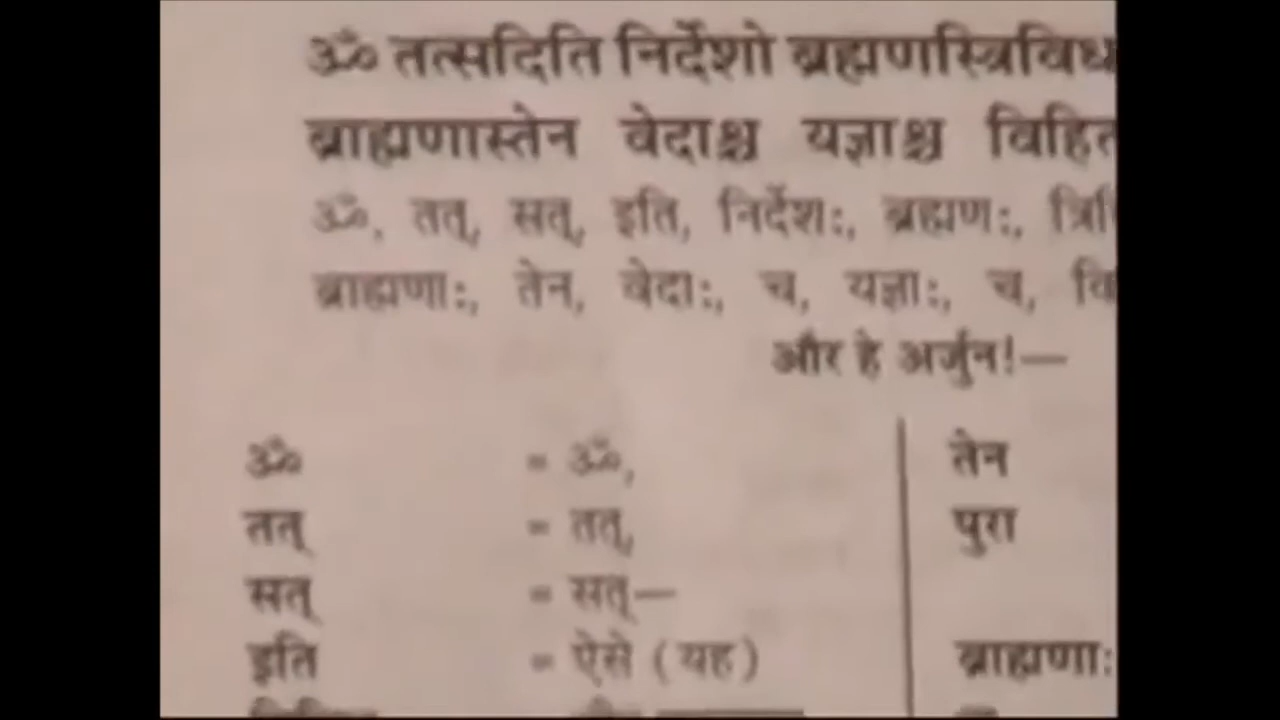 ॐ तत्सदिति निर्देशो ब्रह्मणस्त्रिविध
ब्राह्मणास्तेन वेदाश्च यज्ञाश्च विहित
ॐ, तत्, सत्, इति, निर्देशः, ब्रह्मणः, त्रि
ब्राह्मणाः, तेन, वेदाः, च, यज्ञाः, च, वि
और हे अर्जुन!—
ॐ = ॐ, तेन
तत् = तत्, पुरा
सत् = सत्—
इति = ऐसे (यह) ब्राह्मणाः